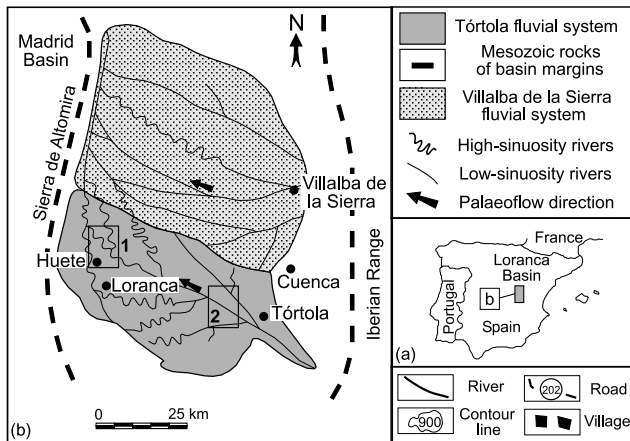 Madrid
Basin
N
Sierra de Altomira
Villalba de
la Sierra
1
Huete
Loranca
Cuenca
2
Tórtola
Iberian Range
(b)
0
25 km
Tórtola fluvial system
Mesozoic rocks
of basin margins
Villalba de la Sierra
fluvial system
High-sinuosity rivers
Low-sinuosity rivers
Palaeoflow direction
France
Loranca
Basin
b
Portugal
Spain
(a)
River
202
Road
900
Contour
line
Village